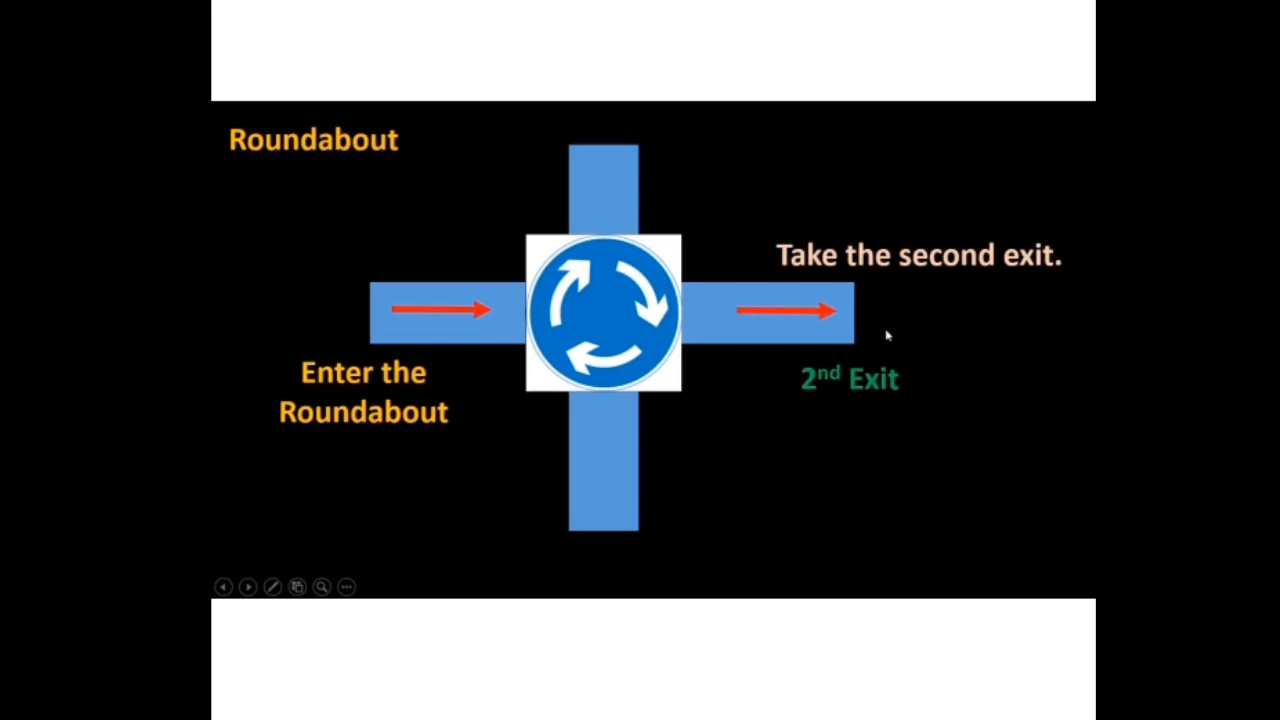 Roundabout
Take the second exit.
Enter the
Roundabout
2nd Exit